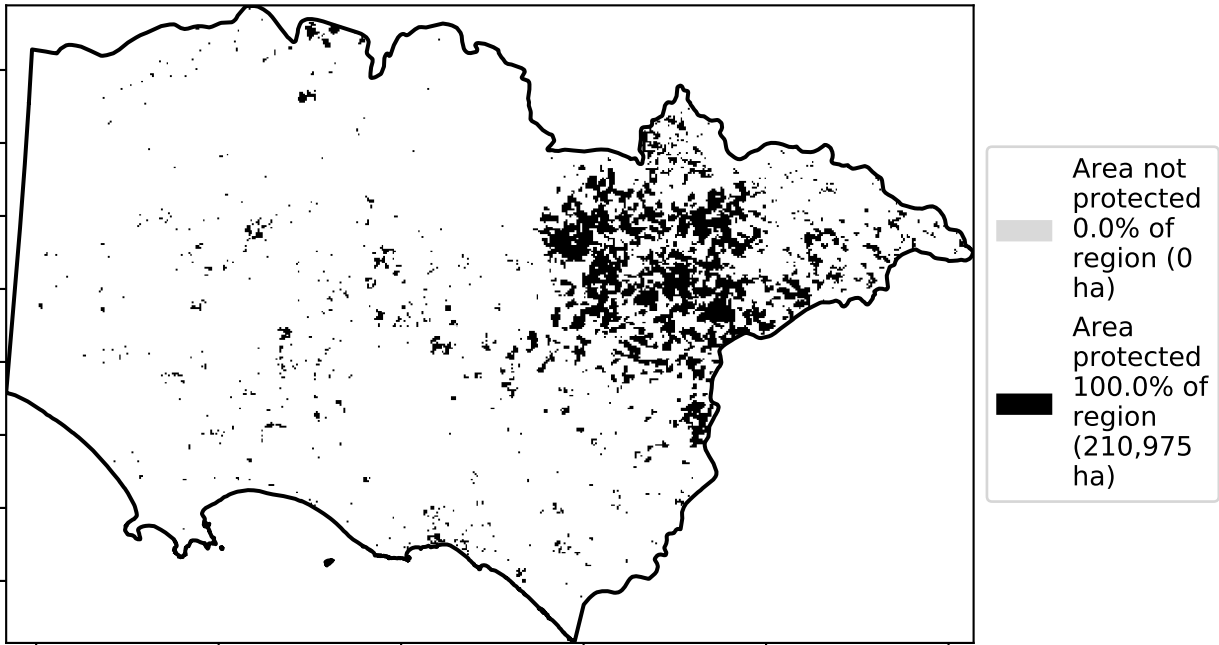 Area not
protected
0.0% of
region (0
ha)
Area
protected
100.0% of
region
(210,975
ha)